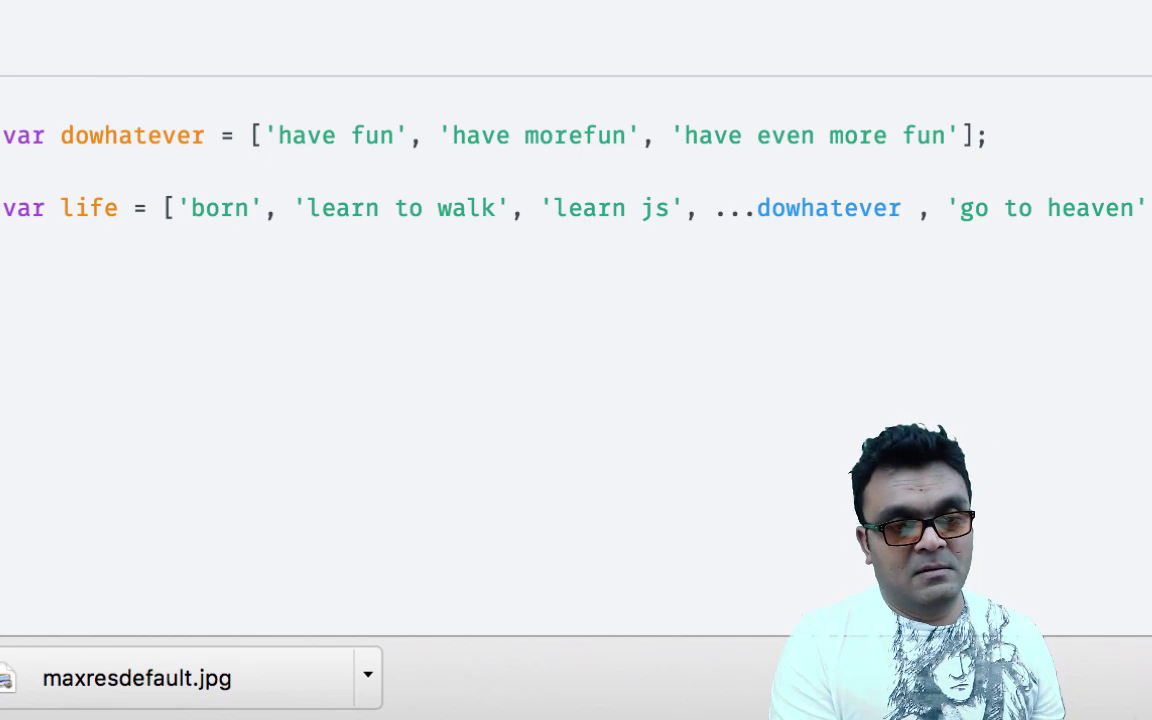 var dowhatever = ['have fun', 'have morefun', 'have even more fun'];
var life = ['born', 'learn to walk', 'learn js', ...dowhatever , 'go to heaven'
maxresdefault.jpg